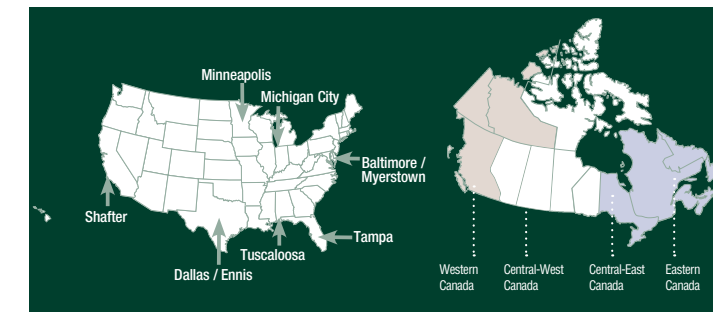 Minneapolis
Michigan City
Baltimore /
Myerstown
Shafter
Tampa
Tuscaloosa
Dallas / Ennis
Western
Canada
Central-West
Canada
Central-East
Canada
Eastern
Canada